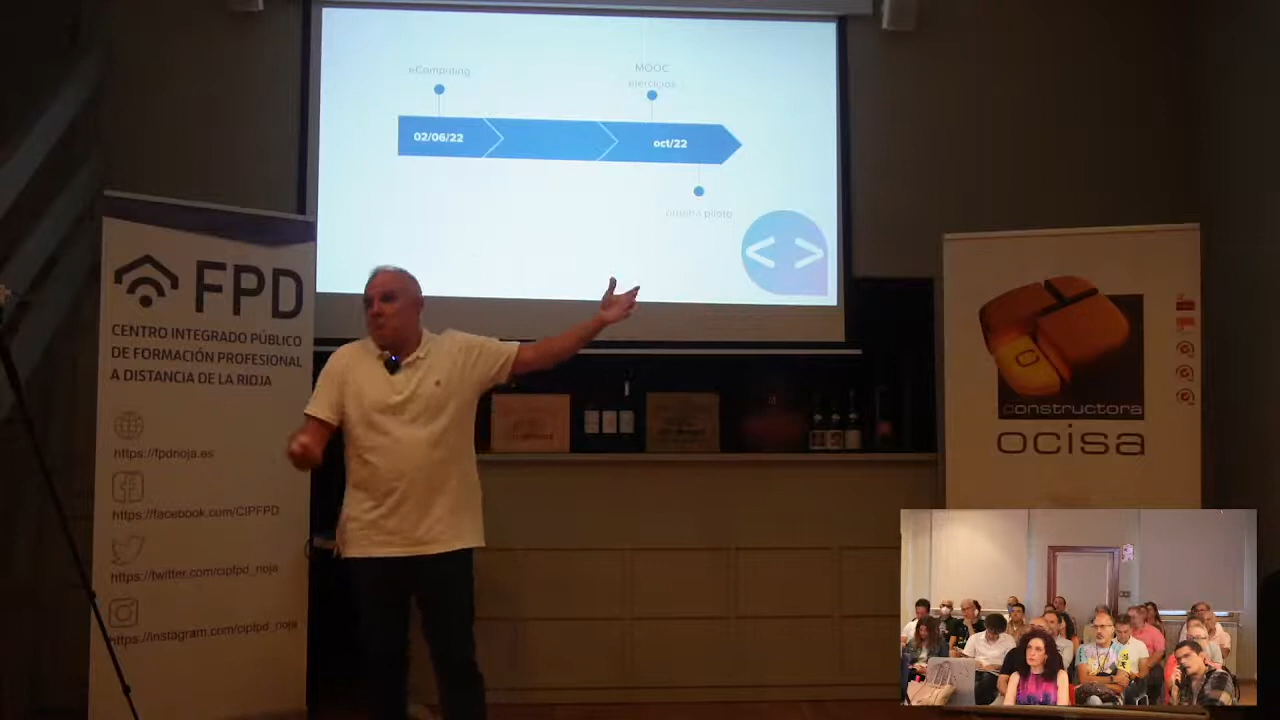 eComputing
MOOC
ejercicios
02/06/22
oct/22
prueba piloto
< >
FPD
CENTRO INTEGRADO PÚBLICO
DE FORMACIÓN PROFESIONAL
A DISTANCIA DE LA RIOJA
https://fpdrioja.es
https://facebook.com/CIPFPD
https://twitter.com/cipfpd_rioja
https://instagram.com/cipfpd_rioja
constructora
ocisa